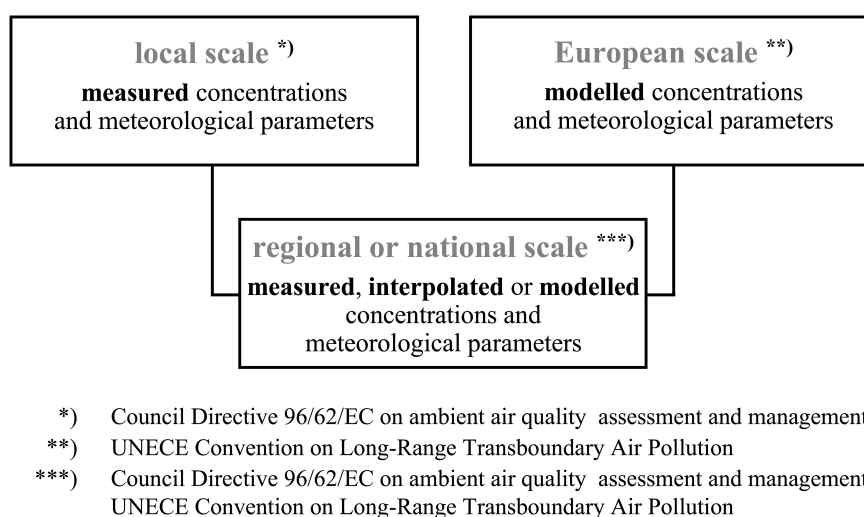 local scale *)
measured concentrations
and meteorological parameters
European scale **)
modelled concentrations
and meteorological parameters
regional or national scale ***)
measured, interpolated or modelled
concentrations and
meteorological parameters
*) Council Directive 96/62/EC on ambient air quality assessment and management
**) UNECE Convention on Long-Range Transboundary Air Pollution
***) Council Directive 96/62/EC on ambient air quality assessment and management
UNECE Convention on Long-Range Transboundary Air Pollution